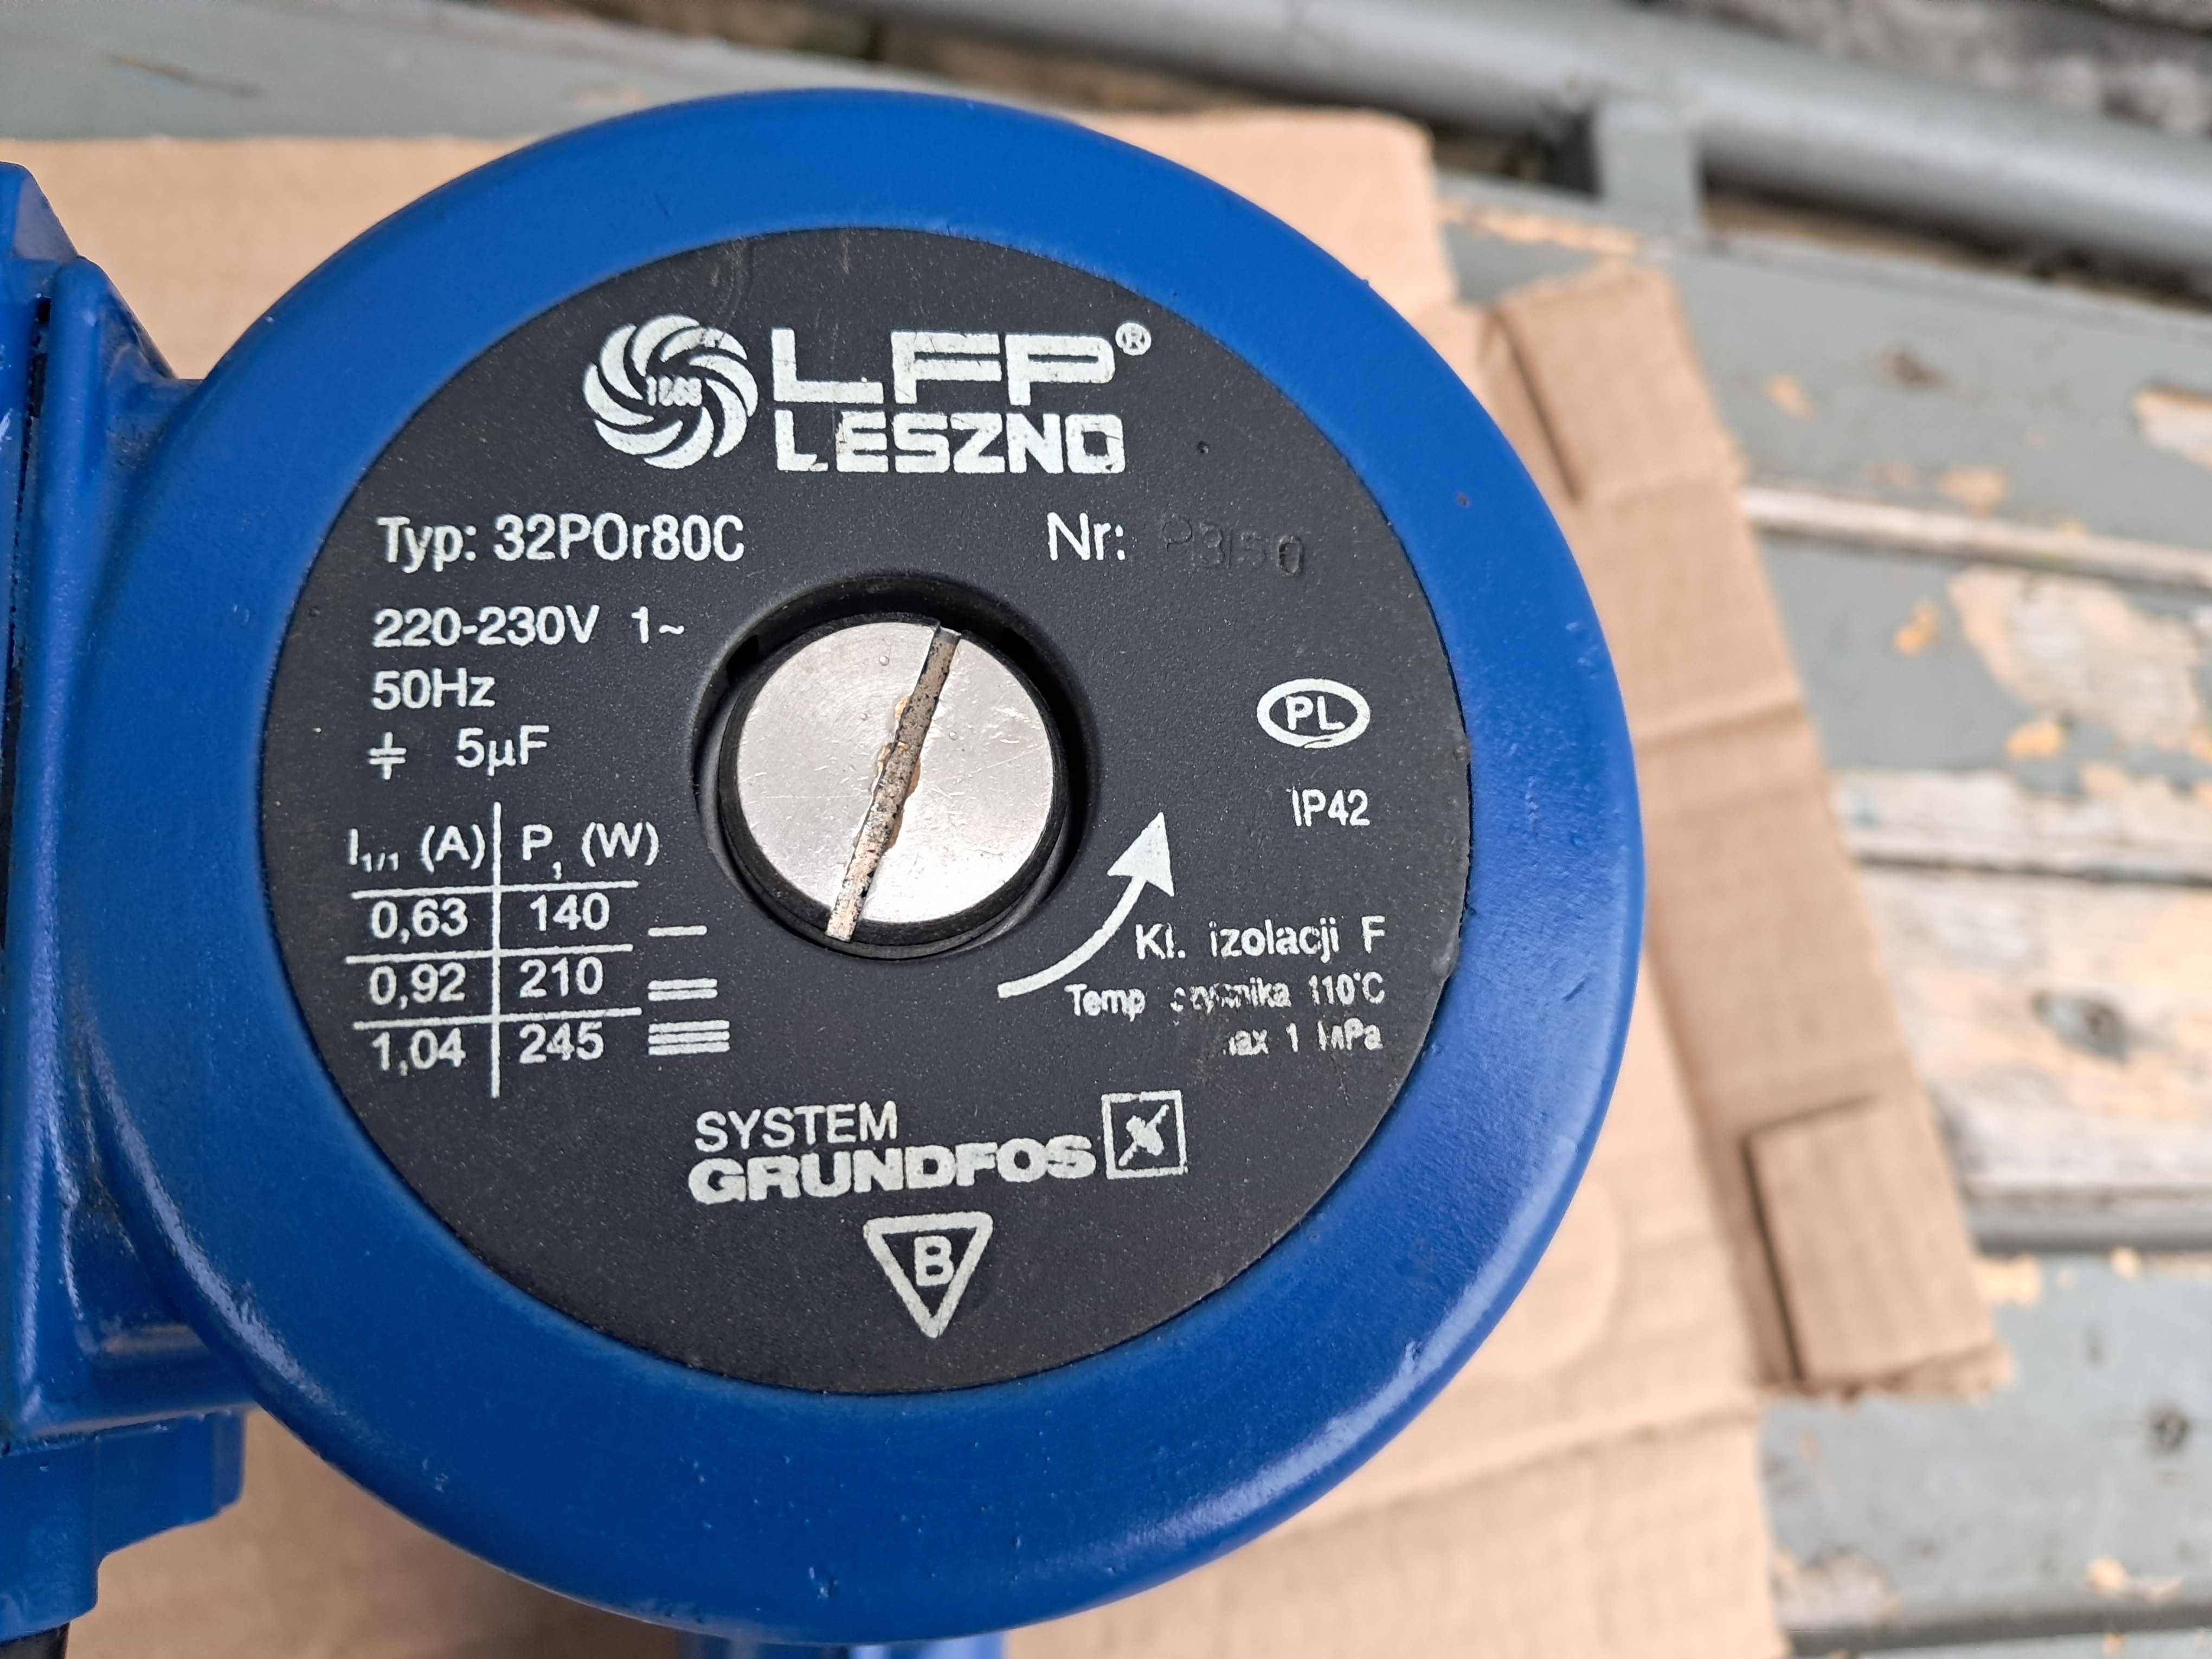 LFP®
LESZNO
Typ: 32POr80C
Nr:
220-230V 1~
50Hz
5µF
PL
IP42
I1/1 (A) P1 (W)
0,63 140
0,92 210
1,04 245
Kl. izolacji F
Temp 110°C
1 MPa
SYSTEM
GRUNDFOS
B